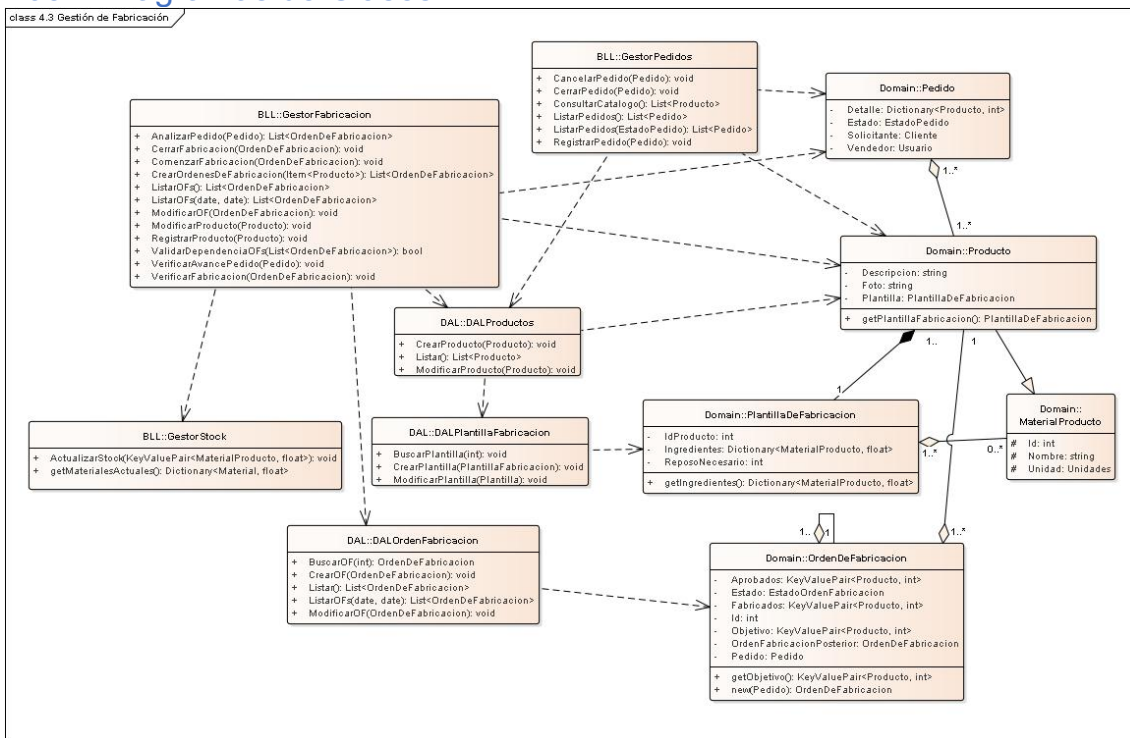 class 4.3 Gestión de Fabricación
BLL::GestorPedidos
+ CancelarPedido(Pedido): void
+ CerrarPedido(Pedido): void
+ ConsultarCatalogo(): List<Producto>
+ ListarPedidos(): List<Pedido>
+ ListarPedidos(EstadoPedido): List<Pedido>
+ RegistrarPedido(Pedido): void
Domain::Pedido
- Detalle: Dictionary<Producto, int>
- Estado: EstadoPedido
- Solicitante: Cliente
- Vendedor: Usuario
BLL::GestorFabricacion
+ AnalizarPedido(Pedido): List<OrdenDeFabricacion>
+ CerrarFabricacion(OrdenDeFabricacion): void
+ ComenzarFabricacion(OrdenDeFabricacion): void
+ CrearOrdenesDeFabricacion(Item<Producto>): List<OrdenDeFabricacion>
+ ListarOFs(): List<OrdenDeFabricacion>
+ ListarOFs(date, date): List<OrdenDeFabricacion>
+ ModificarOF(OrdenDeFabricacion): void
+ ModificarProducto(Producto): void
+ RegistrarProducto(Producto): void
+ ValidarDependenciaOFs(List<OrdenDeFabricacion>): bool
+ VerificarAvancePedido(Pedido): void
+ VerificarFabricacion(OrdenDeFabricacion): void
1..*
1..*
Domain::Producto
- Descripcion: string
- Foto: string
- Plantilla: PlantillaDeFabricacion
+ getPlantillaFabricacion(): PlantillaDeFabricacion
1..
1
DAL::DALProductos
+ CrearProducto(Producto): void
+ Listar(): List<Producto>
+ ModificarProducto(Producto): void
1
Domain::
MaterialProducto
# Id: int
# Nombre: string
# Unidad: Unidades
BLL::GestorStock
+ ActualizarStock(KeyValuePair<MaterialProducto, float>): void
+ getMaterialesActuales(): Dictionary<Material, float>
DAL::DALPlantillaFabricacion
+ BuscarPlantilla(int): void
+ CrearPlantilla(PlantillaFabricacion): void
+ ModificarPlantilla(Plantilla): void
Domain::PlantillaDeFabricacion
- IdProducto: int
- Ingredientes: Dictionary<MaterialProducto, float>
- ReposoNecesario: int
+ getIngredientes(): Dictionary<MaterialProducto, float>
1..*
0..*
DAL::DALOrdenFabricacion
+ BuscarOF(int): OrdenDeFabricacion
+ CrearOF(OrdenDeFabricacion): void
+ Listar(): List<OrdenDeFabricacion>
+ ListarOFs(date, date): List<OrdenDeFabricacion>
+ ModificarOF(OrdenDeFabricacion): void
1..
1
1..*
Domain::OrdenDeFabricacion
- Aprobados: KeyValuePair<Producto, int>
- Estado: EstadoOrdenFabricacion
- Fabricados: KeyValuePair<Producto, int>
- Id: int
- Objetivo: KeyValuePair<Producto, int>
- OrdenFabricacionPosterior: OrdenDeFabricacion
- Pedido: Pedido
+ getObjetivo(): KeyValuePair<Producto, int>
+ new(Pedido): OrdenDeFabricacion